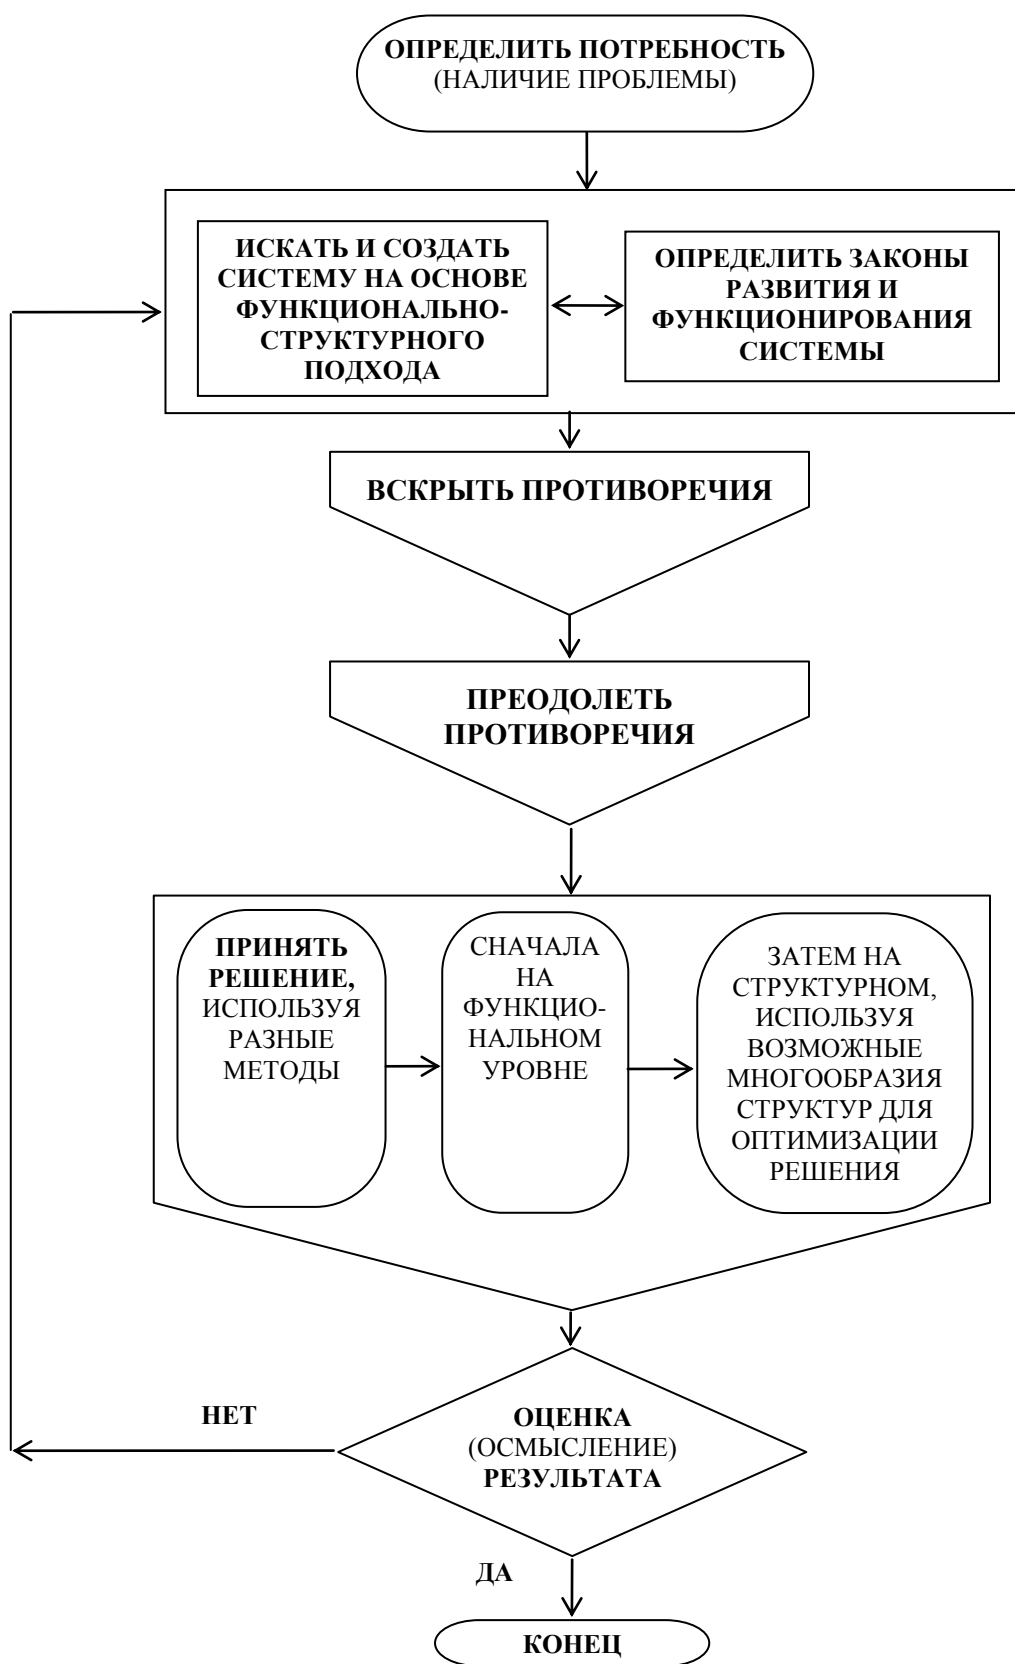 ОПРЕДЕЛИТЬ ПОТРЕБНОСТЬ
(НАЛИЧИЕ ПРОБЛЕМЫ)
ИСКАТЬ И СОЗДАТЬ
СИСТЕМУ НА ОСНОВЕ
ФУНКЦИОНАЛЬНО-
СТРУКТУРНОГО
ПОДХОДА
ОПРЕДЕЛИТЬ ЗАКОНЫ
РАЗВИТИЯ И
ФУНКЦИОНИРОВАНИЯ
СИСТЕМЫ
ВСКРЫТЬ ПРОТИВОРЕЧИЯ
ПРЕОДОЛЕТЬ
ПРОТИВОРЕЧИЯ
ПРИНЯТЬ
РЕШЕНИЕ,
ИСПОЛЬЗУЯ
РАЗНЫЕ
МЕТОДЫ
СНАЧАЛА
НА
ФУНКЦИО-
НАЛЬНОМ
УРОВНЕ
ЗАТЕМ НА
СТРУКТУРНОМ,
ИСПОЛЬЗУЯ
ВОЗМОЖНЫЕ
МНОГООБРАЗИЯ
СТРУКТУР ДЛЯ
ОПТИМИЗАЦИИ
РЕШЕНИЯ
НЕТ
ОЦЕНКА
(ОСМЫСЛЕНИЕ)
РЕЗУЛЬТАТА
ДА
КОНЕЦ